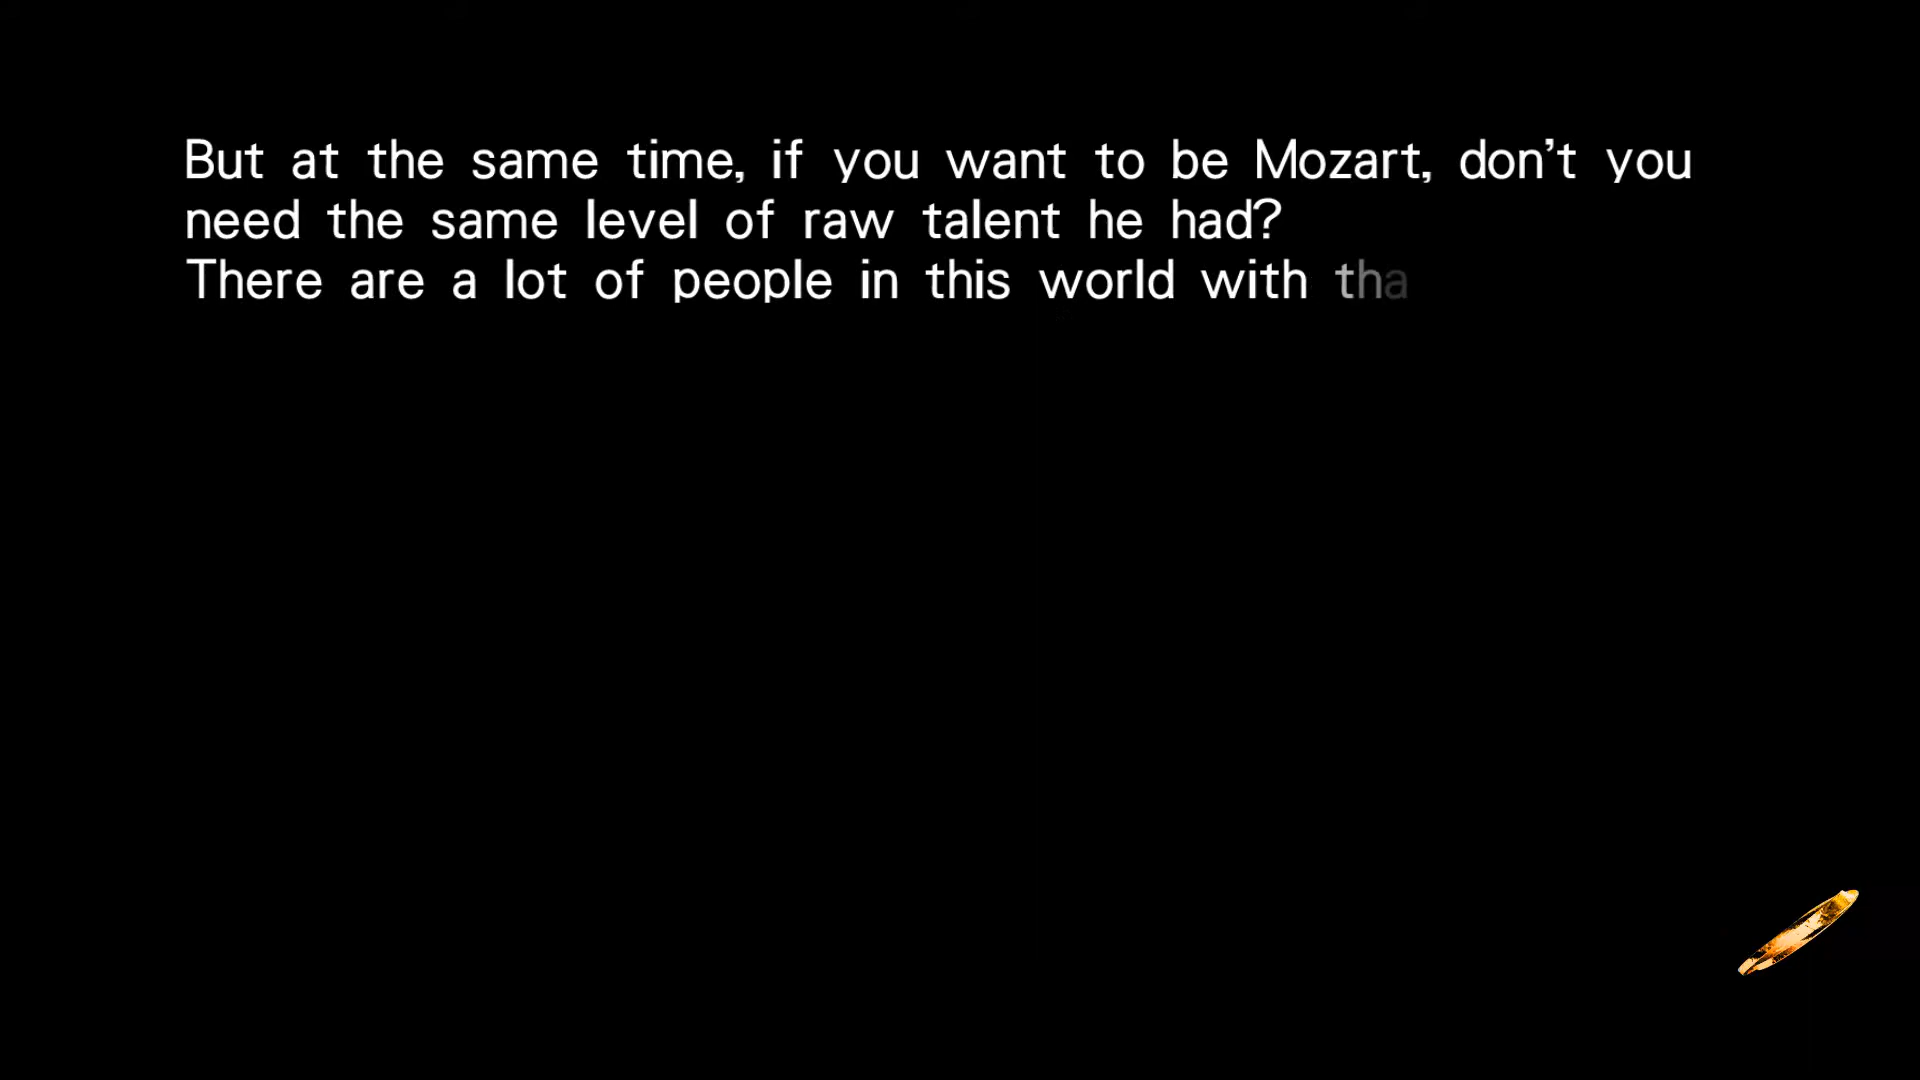 But at the same time, if you want to be Mozart, don’t you
need the same level of raw talent he had?
There are a lot of people in this world with tha